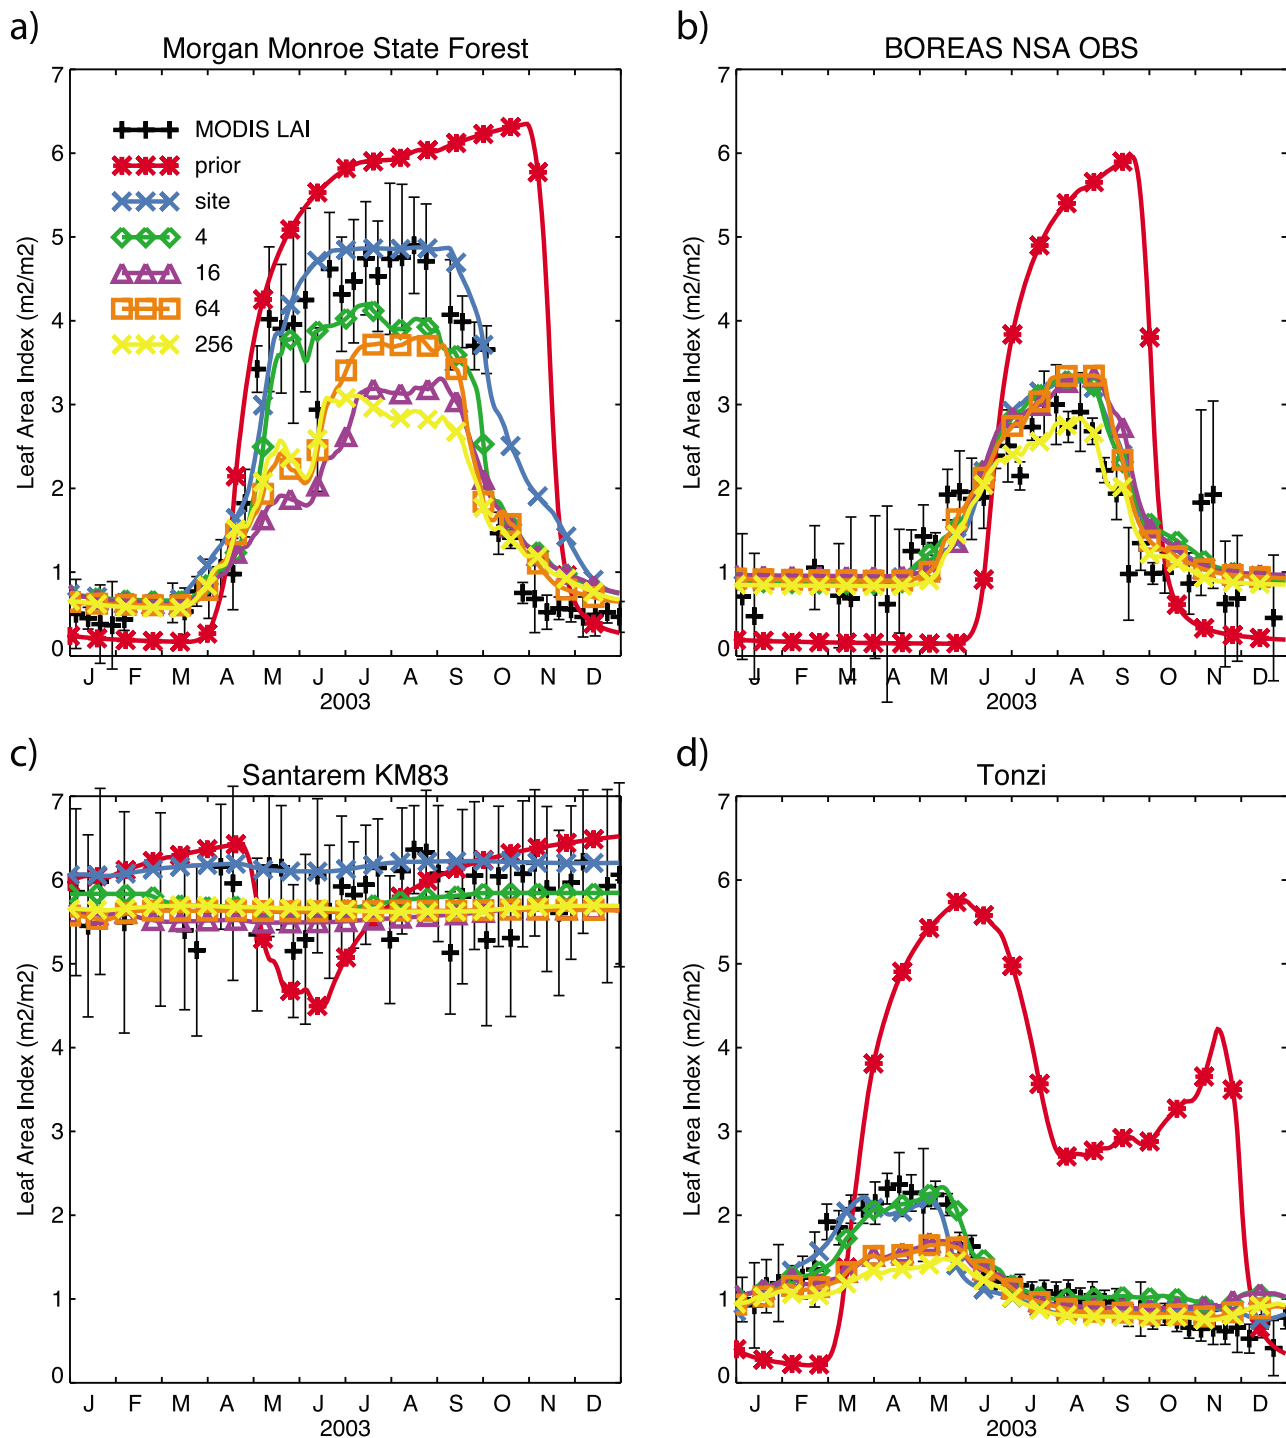 a)
Morgan Monroe State Forest
7
6
5
4
3
2
1
0
Leaf Area Index (m2/m2)
MODIS LAI
prior
site
4
16
64
256
J F M A M J J A S O N D
2003
b)
BOREAS NSA OBS
7
6
5
4
3
2
1
0
Leaf Area Index (m2/m2)
J F M A M J J A S O N D
2003
c)
Santarem KM83
7
6
5
4
3
2
1
0
Leaf Area Index (m2/m2)
J F M A M J J A S O N D
2003
d)
Tonzi
7
6
5
4
3
2
1
0
Leaf Area Index (m2/m2)
J F M A M J J A S O N D
2003